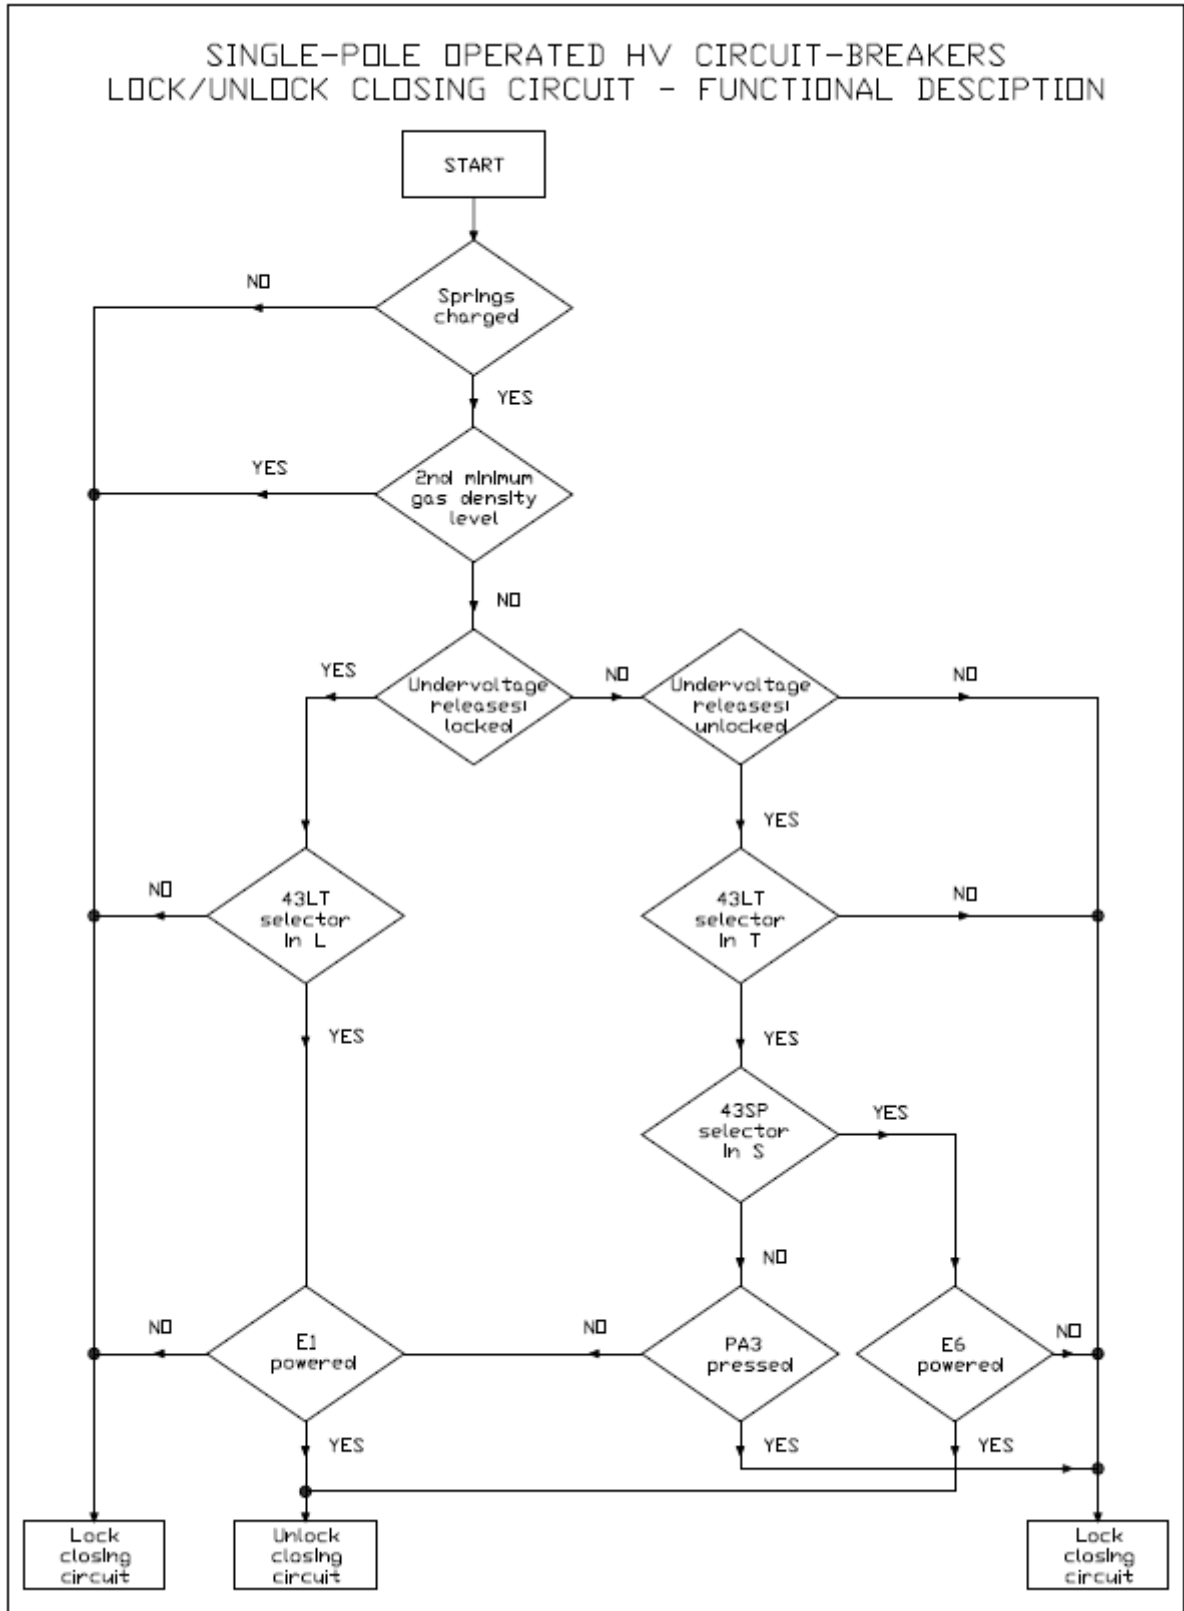 SINGLE-POLE OPERATED HV CIRCUIT-BREAKERS
LOCK/UNLOCK CLOSING CIRCUIT - FUNCTIONAL DESCIPTION
START
NO
Springs
charged
YES
YES
2nd minimum
gas density
level
NO
YES
Undervoltage
releases:
locked
NO
Undervoltage
releases:
unlocked
NO
YES
NO
43LT
selector
in L
43LT
selector
in T
NO
YES
YES
43SP
selector
in S
YES
NO
NO
E1
powered
NO
PA3
pressed
E6
powered
NO
YES
YES
YES
Lock
closing
circuit
Unlock
closing
circuit
Lock
closing
circuit